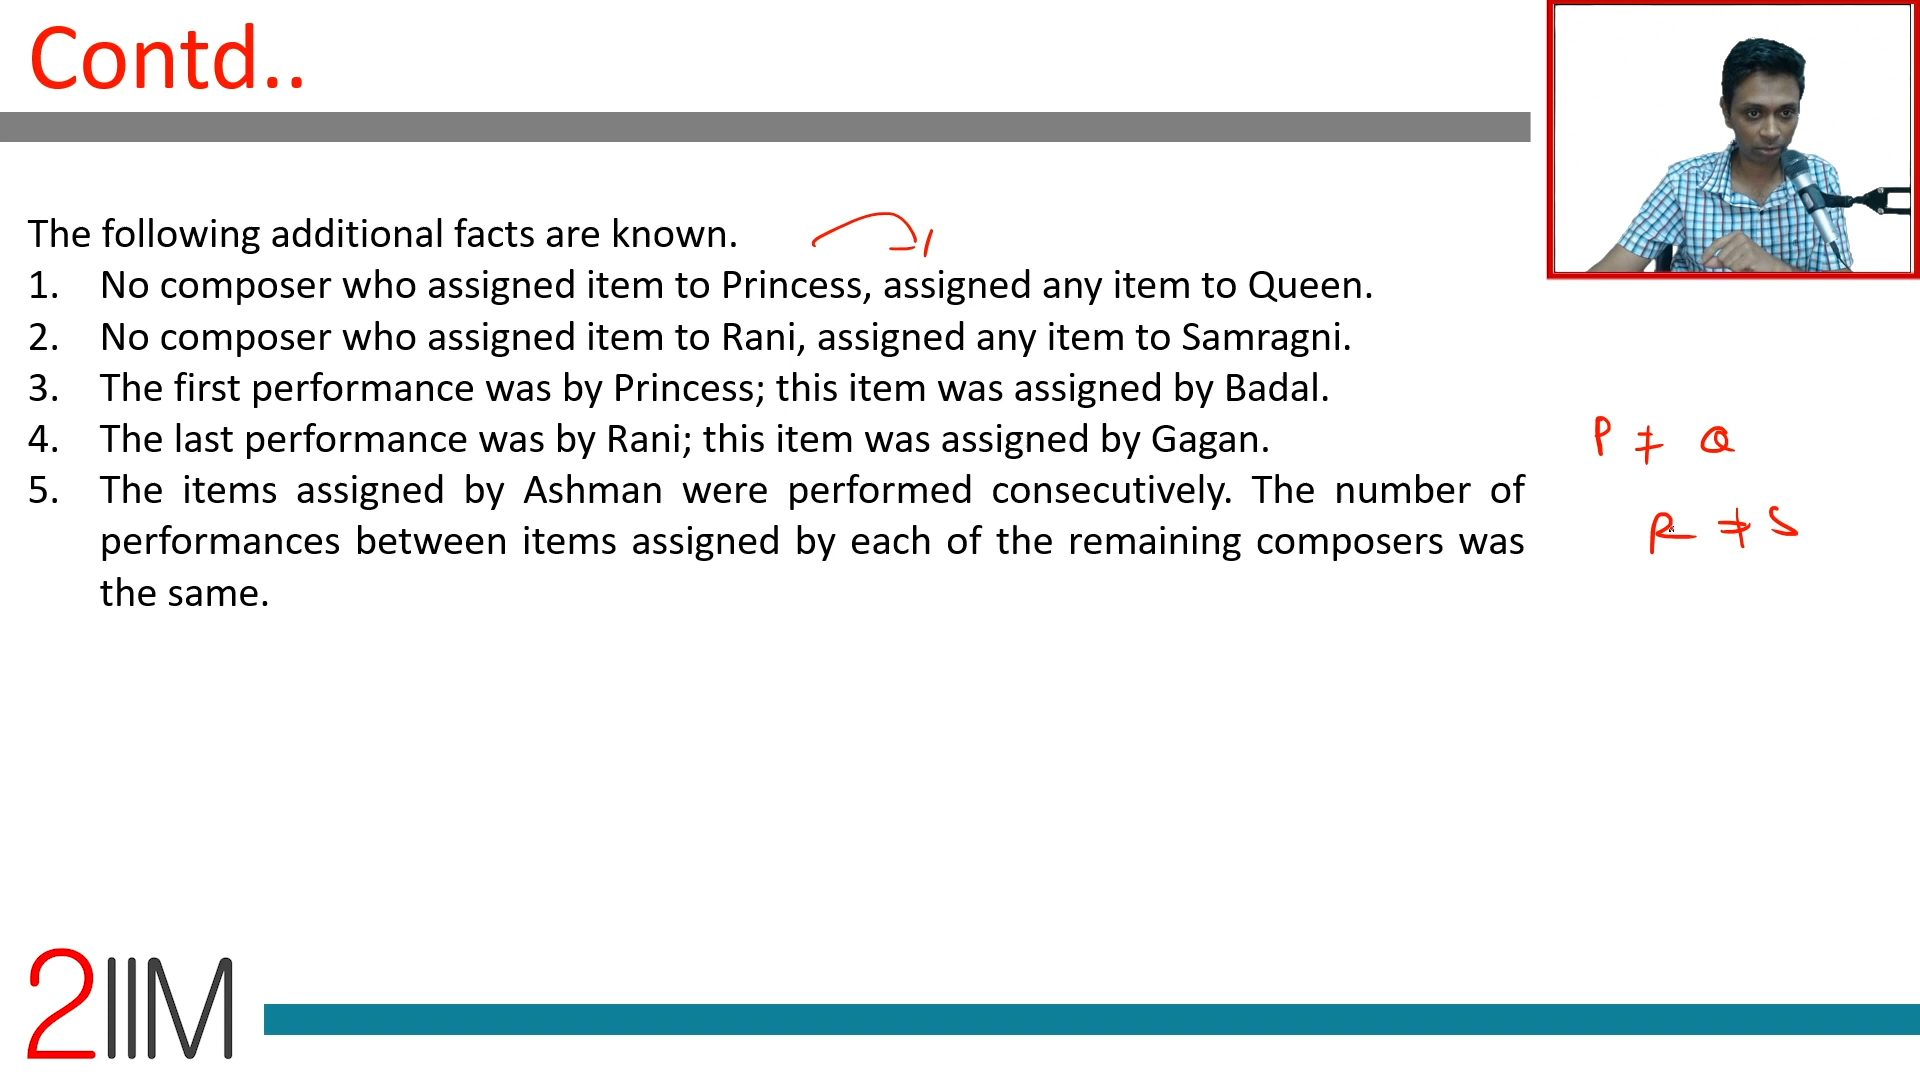 Contd..
The following additional facts are known.
1. No composer who assigned item to Princess, assigned any item to Queen.
2. No composer who assigned item to Rani, assigned any item to Samragni.
3. The first performance was by Princess; this item was assigned by Badal.
4. The last performance was by Rani; this item was assigned by Gagan.
5. The items assigned by Ashman were performed consecutively. The number of
performances between items assigned by each of the remaining composers was
the same.
P ≠ Q
R ≠ S
2IIM